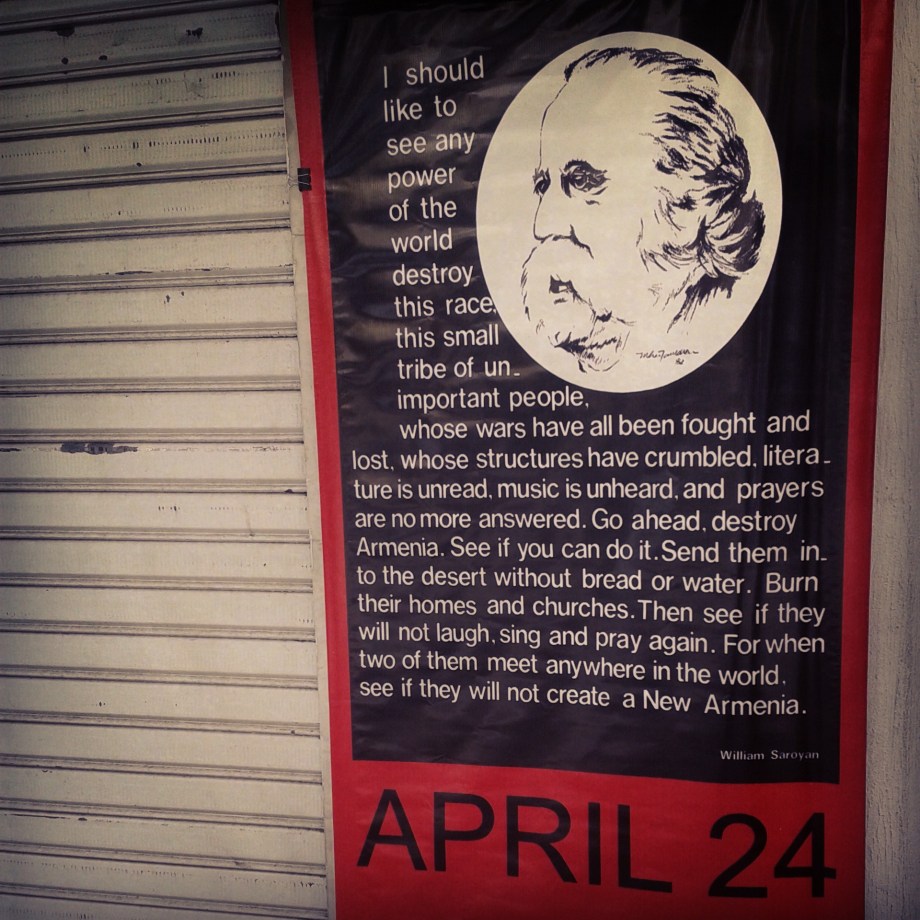 I should
like to
see any
power
of the
world
destroy
this race,
this small
tribe of un-
important people,
whose wars have all been fought and
lost, whose structures have crumbled, litera-
ture is unread, music is unheard, and prayers
are no more answered. Go ahead, destroy
Armenia. See if you can do it. Send them in-
to the desert without bread or water. Burn
their homes and churches. Then see if they
will not laugh, sing and pray again. For when
two of them meet anywhere in the world,
see if they will not create a New Armenia.
William Saroyan
APRIL 24